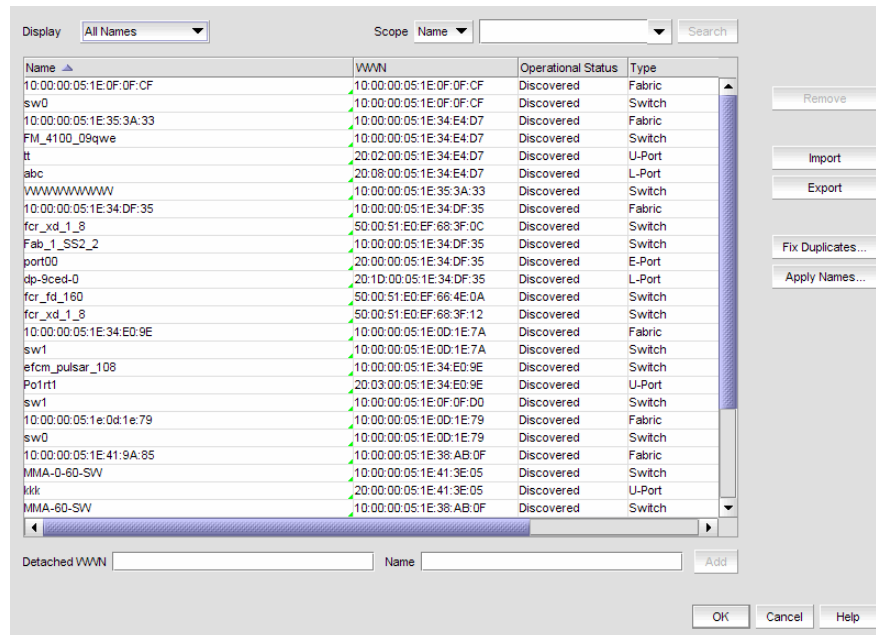 Display All Names Scope Name Search
Name WWN Operational Status Type
10:00:00:05:1E:0F:0F:CF 10:00:00:05:1E:0F:0F:CF Discovered Fabric
sw0 10:00:00:05:1E:0F:0F:CF Discovered Switch
Remove
10:00:00:05:1E:35:3A:33 10:00:00:05:1E:34:E4:D7 Discovered Fabric
FM_4100_09qwe 10:00:00:05:1E:34:E4:D7 Discovered Switch
tt 20:02:00:05:1E:34:E4:D7 Discovered U-Port
Import
abc 20:08:00:05:1E:34:E4:D7 Discovered L-Port
10:00:00:05:1E:35:3A:33 Discovered Switch
Export
10:00:00:05:1E:34:DF:35 10:00:00:05:1E:34:DF:35 Discovered Fabric
fcr_xd_1_8 50:00:51:E0:EF:68:3F:0C Discovered Switch
Fab_1_SS2_2 10:00:00:05:1E:34:DF:35 Discovered Switch
Fix Duplicates...
port00 20:00:00:05:1E:34:DF:35 Discovered E-Port
dp-9ced-0 20:1D:00:05:1E:34:DF:35 Discovered L-Port
Apply Names...
fcr_fd_160 50:00:51:E0:EF:66:4E:0A Discovered Switch
fcr_xd_1_8 50:00:51:E0:EF:68:3F:12 Discovered Switch
10:00:00:05:1E:34:E0:9E 10:00:00:05:1E:0D:1E:7A Discovered Fabric
sw1 10:00:00:05:1E:0D:1E:7A Discovered Switch
efcm_pulsar_108 10:00:00:05:1E:34:E0:9E Discovered Switch
Po1rt1 20:03:00:05:1E:34:E0:9E Discovered U-Port
sw1 10:00:00:05:1E:0F:0F:D0 Discovered Switch
10:00:00:05:1e:0d:1e:79 10:00:00:05:1E:0D:1E:79 Discovered Fabric
sw0 10:00:00:05:1E:0D:1E:79 Discovered Switch
10:00:00:05:1E:41:9A:85 10:00:00:05:1E:38:AB:0F Discovered Fabric
MMA-0-60-SW 10:00:00:05:1E:41:3E:05 Discovered Switch
kkk 20:00:00:05:1E:41:3E:05 Discovered U-Port
MMA-60-SW 10:00:00:05:1E:38:AB:0F Discovered Switch
Detached WWN Name Add
OK Cancel Help